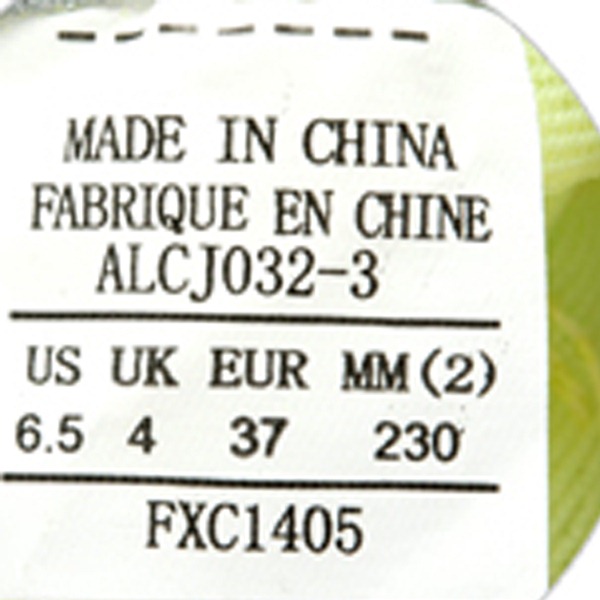 MADE IN CHINA
FABRIQUE EN CHINE
ALCJ032-3
US UK EUR MM(2)
6.5 4 37 230
FXC1405